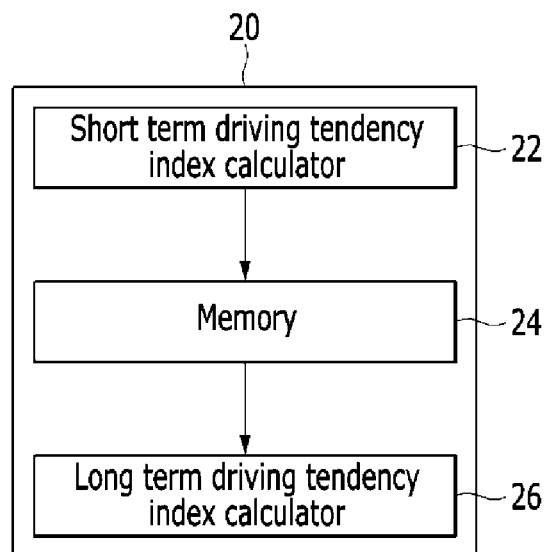 20
Short term driving tendency
index calculator
22
Memory
24
Long term driving tendency
index calculator
26